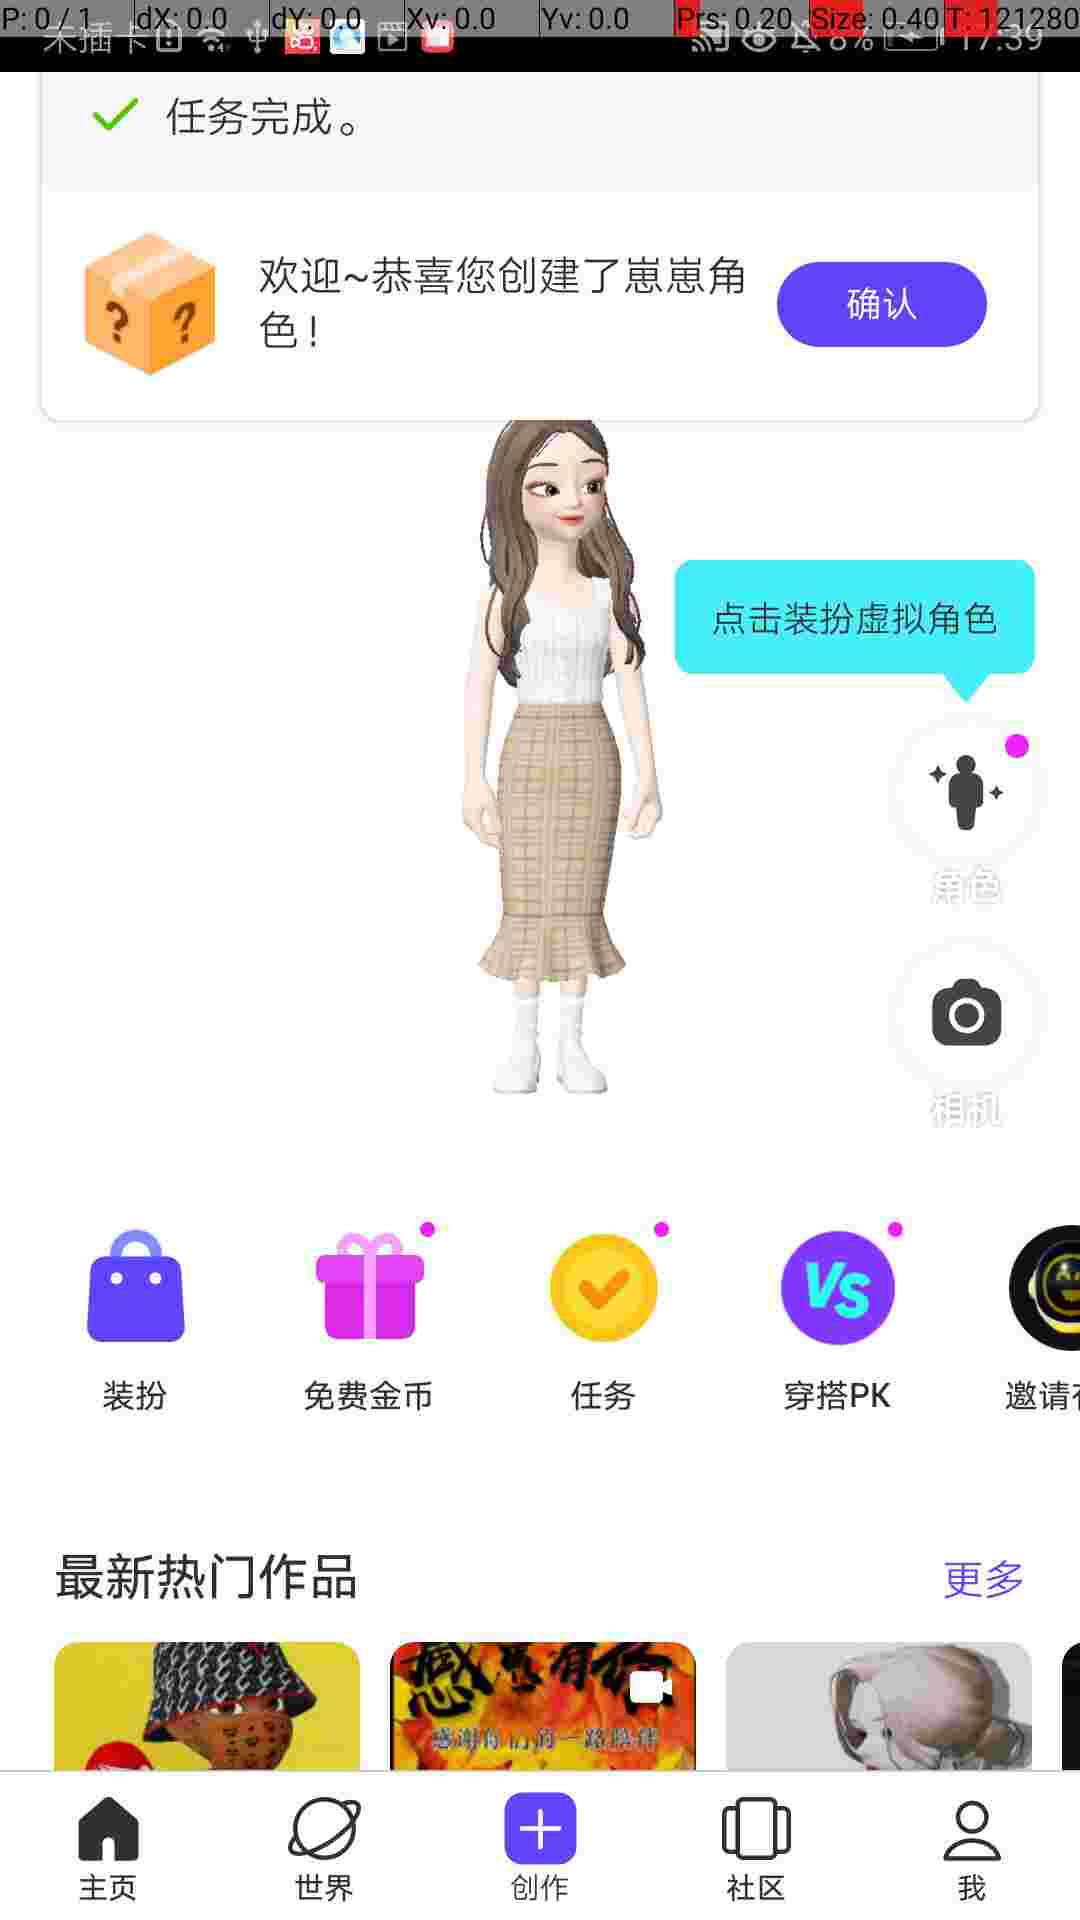 P: 0 / 1 dX: 0.0 dY: 0.0 Xv: 0.0 Yv: 0.0 Prs: 0.20 Size: 0.40 T: 121280
未插卡 6% 17:39
任务完成。
欢迎~恭喜您创建了崽崽角
色！
确认
点击装扮虚拟角色
角色
相机
装扮 免费金币 任务 穿搭PK 邀请
最新热门作品 更多
感恩有你
感谢你们的一路陪伴
主页 世界 创作 社区 我